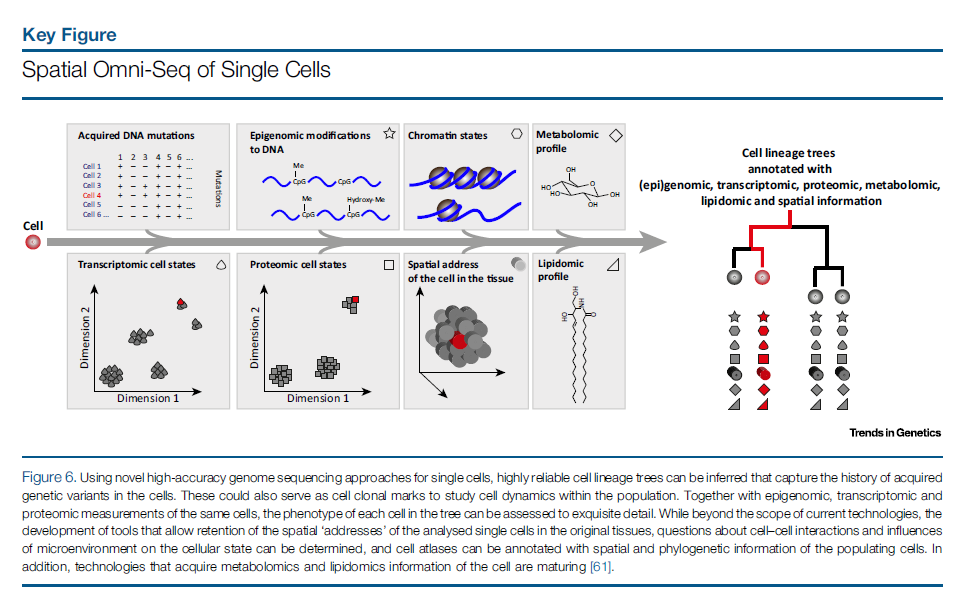 Key Figure
Spatial Omni-Seq of Single Cells
Acquired DNA mutations
1 2 3 4 5 6 ...
Cell 1 + − − + − +
Cell 2 + − − + − +
Cell 3 + − − + − +
Cell 4 + − − + − +
Cell 5 − − − + − +
Cell 6 ... − − − + − +
Mutations
Epigenomic modifications
to DNA
Me
CpG CpG
Me Hydroxy-Me
CpG CpG
Chromatin states
Metabolomic
profile
OH
HO O
HO OH
OH
Cell
Transcriptomic cell states
Dimension 2
Dimension 1
Proteomic cell states
Dimension 2
Dimension 1
Spatial address
of the cell in the tissue
Lipidomic
profile
HO
HN
OH O
Cell lineage trees
annotated with
(epi)genomic, transcriptomic, proteomic, metabolomic,
lipidomic and spatial information
Trends in Genetics
Figure 6. Using novel high-accuracy genome sequencing approaches for single cells, highly reliable cell lineage trees can be inferred that capture the history of acquired
genetic variants in the cells. These could also serve as cell clonal marks to study cell dynamics within the population. Together with epigenomic, transcriptomic and
proteomic measurements of the same cells, the phenotype of each cell in the tree can be assessed to exquisite detail. While beyond the scope of current technologies, the
development of tools that allow retention of the spatial ‘addresses’ of the analysed single cells in the original tissues, questions about cell–cell interactions and influences
of microenvironment on the cellular state can be determined, and cell atlases can be annotated with spatial and phylogenetic information of the populating cells. In
addition, technologies that acquire metabolomics and lipidomics information of the cell are maturing [61].